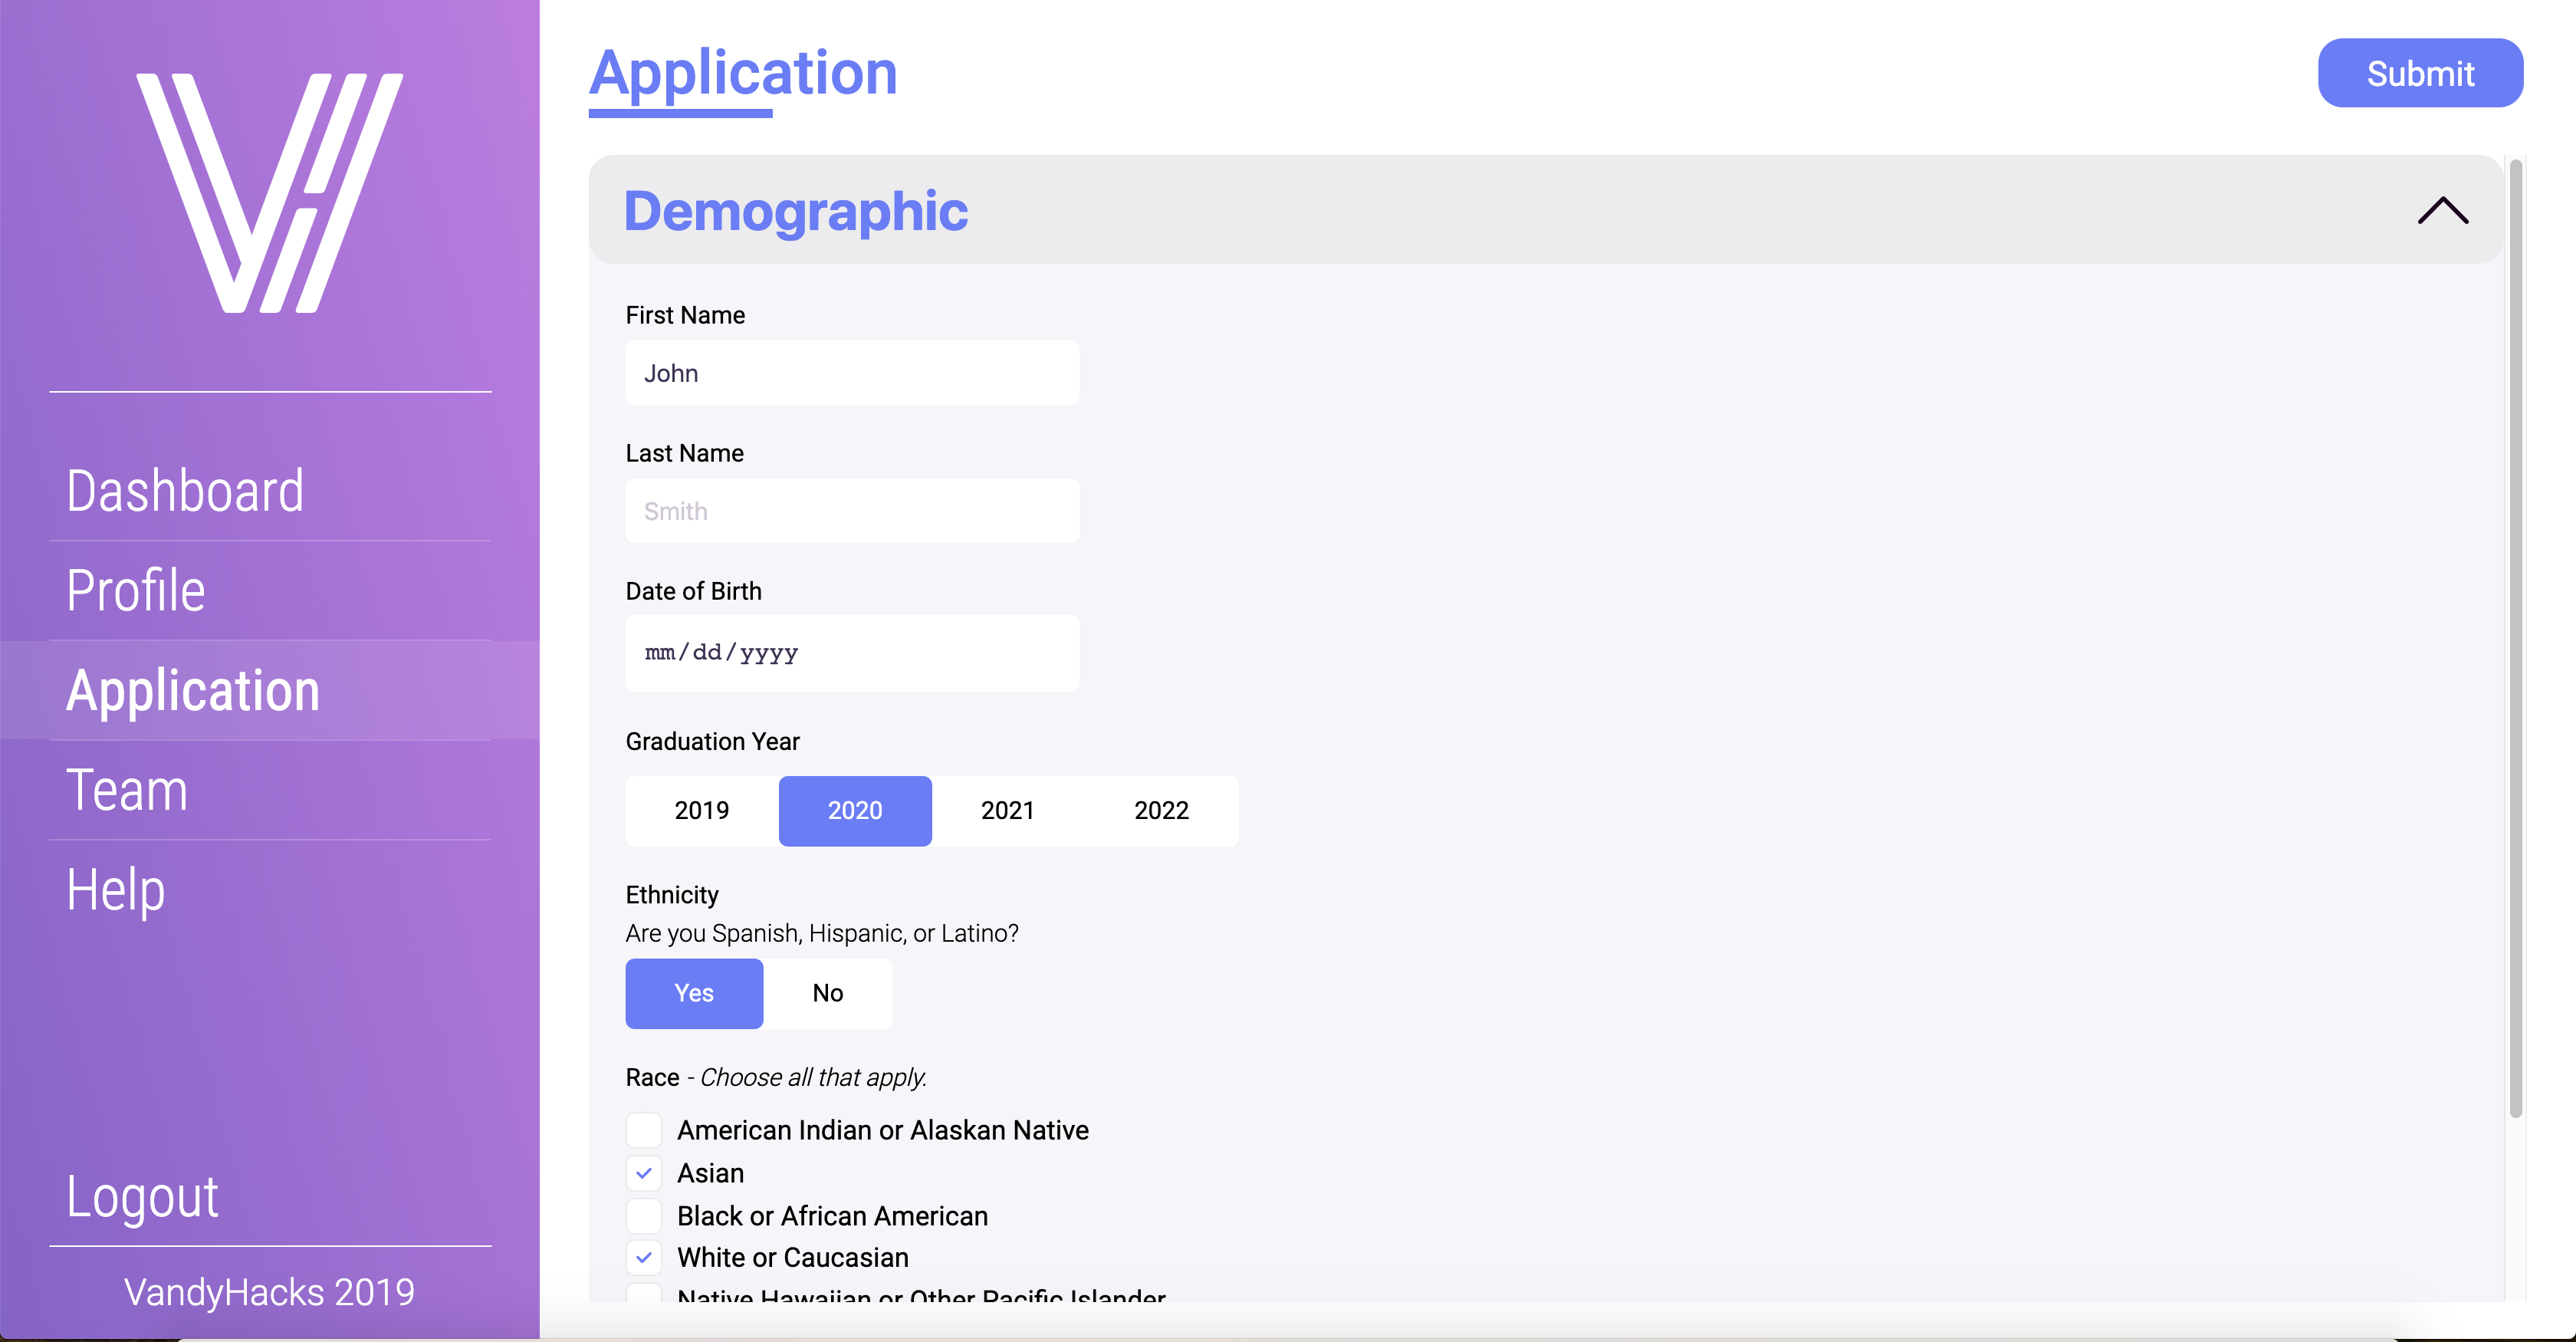 Dashboard
Profile
Application
Team
Help
Logout
VandyHacks 2019
Application
Submit
Demographic
First Name
John
Last Name
Smith
Date of Birth
mm/dd/yyyy
Graduation Year
2019 2020 2021 2022
Ethnicity
Are you Spanish, Hispanic, or Latino?
Yes No
Race - Choose all that apply.
American Indian or Alaskan Native
Asian
Black or African American
White or Caucasian
Native Hawaiian or Other Pacific Islander